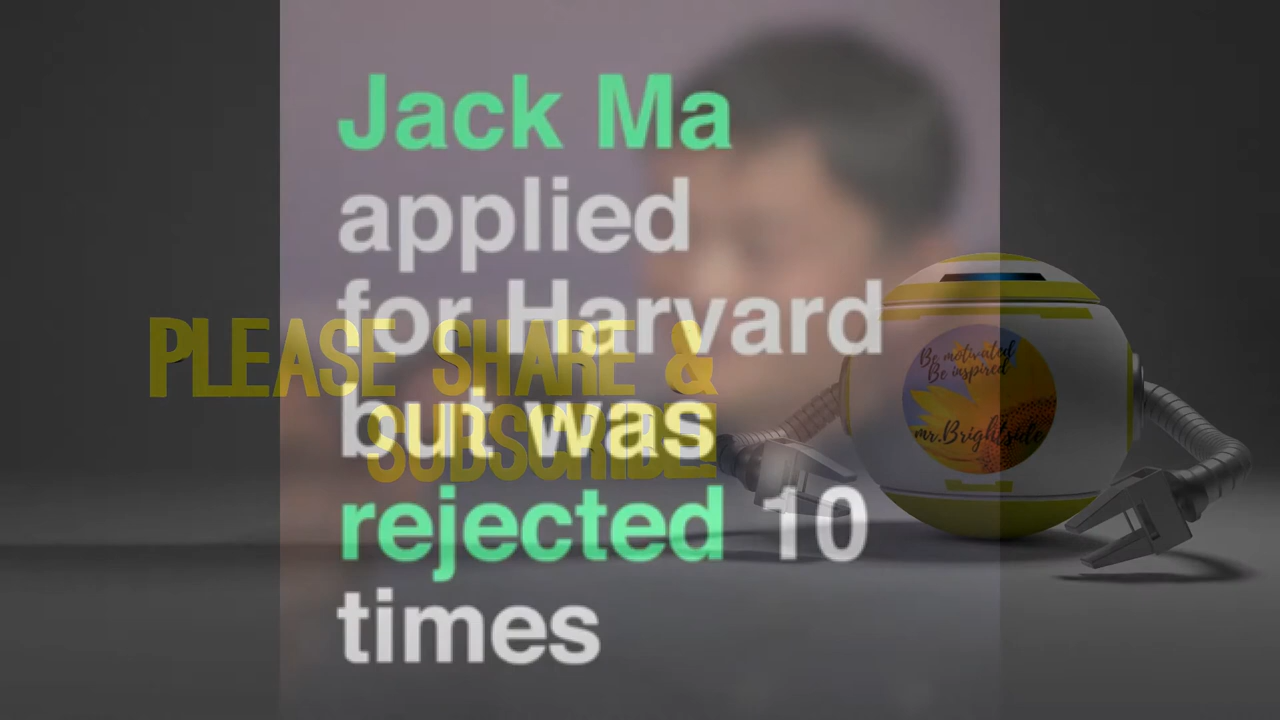 Jack Ma
applied
for Harvard
but was
rejected 10
times
PLEASE SHARE &
SUBSCRIBE!
Be motivated
Be inspired
mr.Brightside